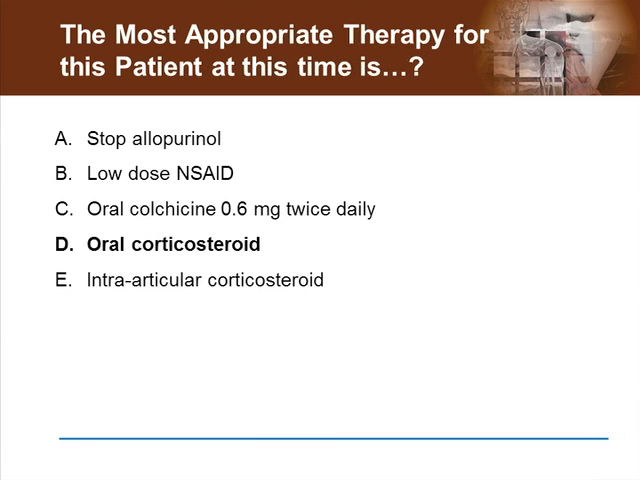 The Most Appropriate Therapy for
this Patient at this time is…?
A. Stop allopurinol
B. Low dose NSAID
C. Oral colchicine 0.6 mg twice daily
D. Oral corticosteroid
E. Intra-articular corticosteroid